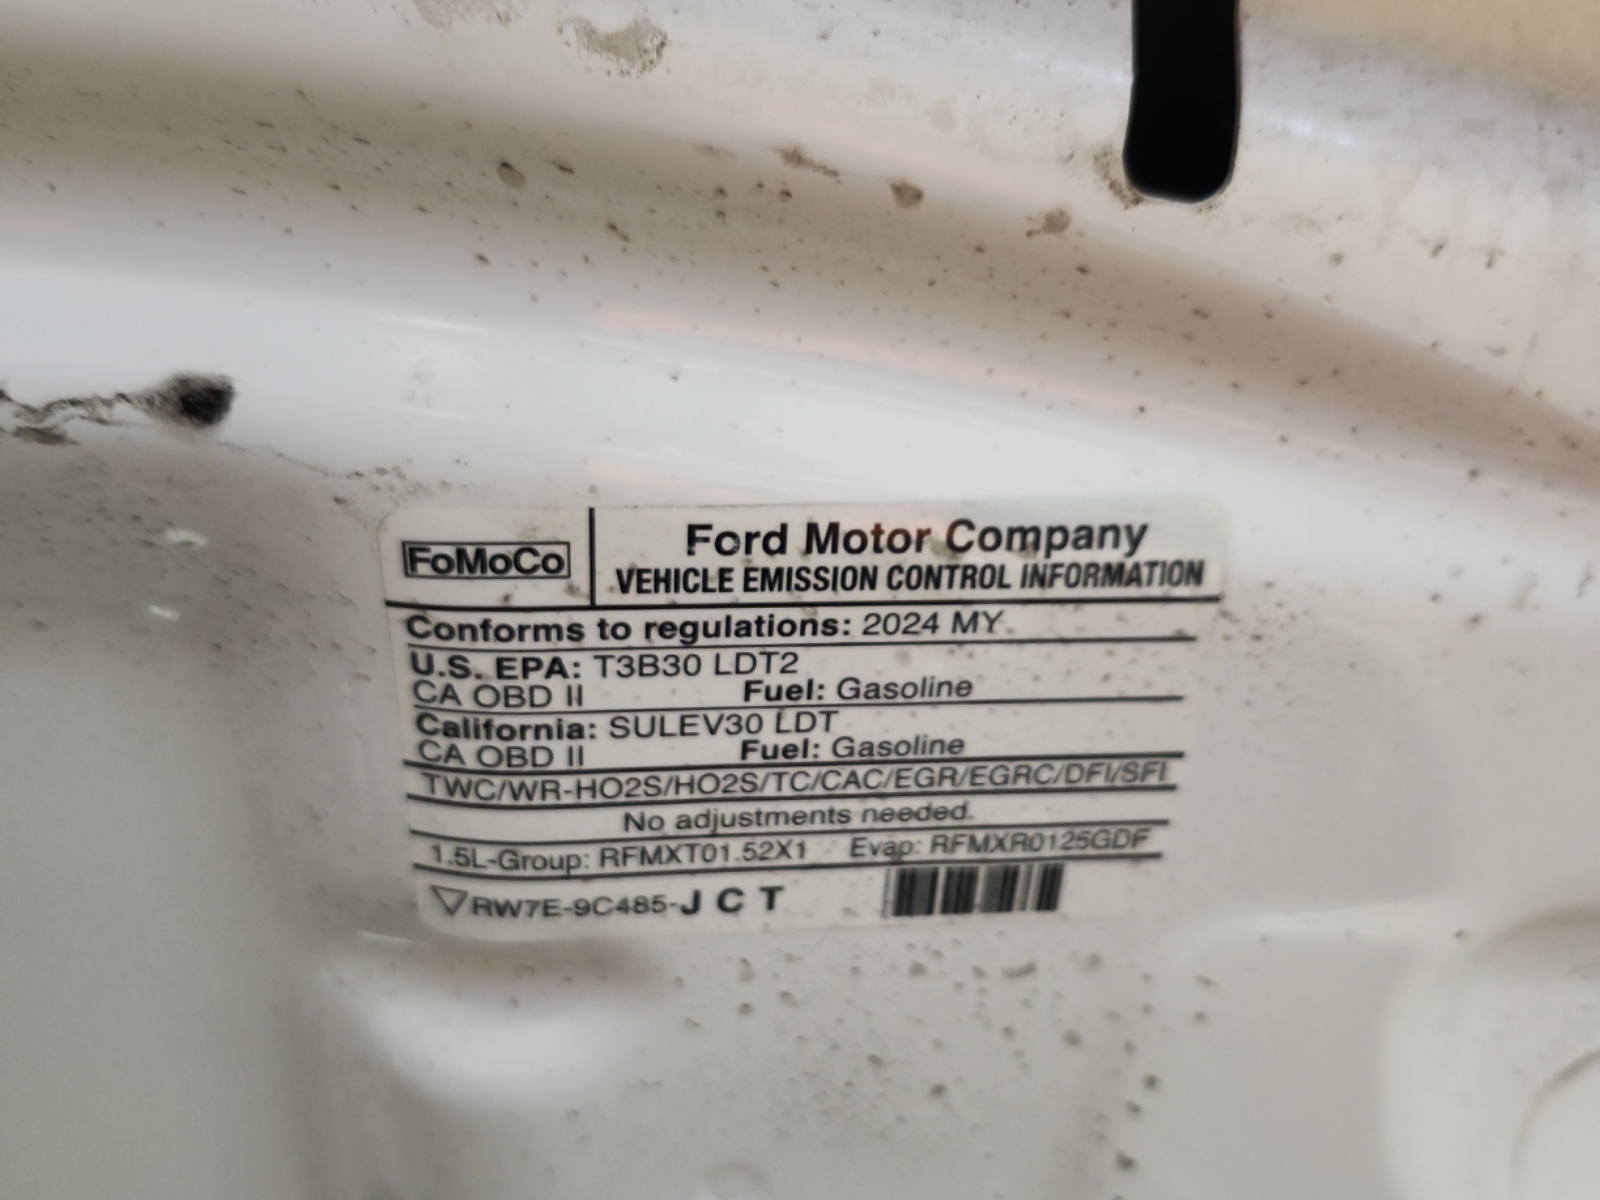 FoMoCo
Ford Motor Company
VEHICLE EMISSION CONTROL INFORMATION
Conforms to regulations: 2024 MY.
U.S. EPA: T3B30 LDT2
CA OBD II Fuel: Gasoline
California: SULEV30 LDT
CA OBD II Fuel: Gasoline
TWC/WR-HO2S/HO2S/TC/CAC/EGR/EGRC/DFI/SFI
No adjustments needed.
1.5L-Group: RFMXT01.52X1 Evap: RFMXR0125GDF
RW7E-9C485-J C T